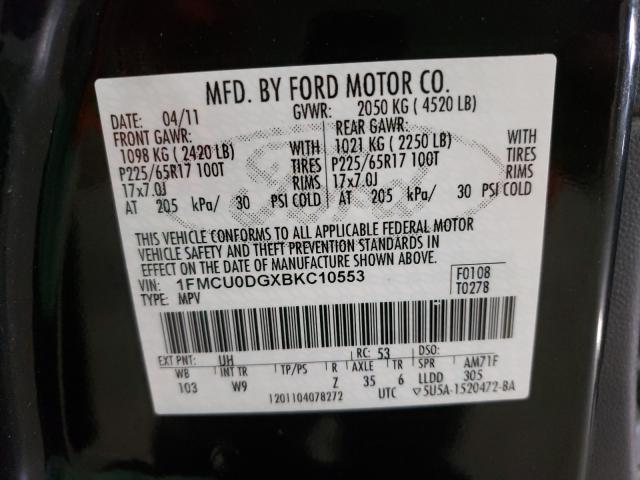 MFD. BY FORD MOTOR CO.
DATE: 04/11 GVWR: 2050 KG ( 4520 LB)
FRONT GAWR: REAR GAWR:
1098 KG ( 2420 LB) WITH 1021 KG ( 2250 LB) WITH
P225/65R17 100T TIRES P225/65R17 100T TIRES
17x7.0J RIMS 17x7.0J RIMS
AT 205 kPa/ 30 PSI COLD AT 205 kPa/ 30 PSI COLD
THIS VEHICLE CONFORMS TO ALL APPLICABLE FEDERAL MOTOR
VEHICLE SAFETY AND THEFT PREVENTION STANDARDS IN
EFFECT ON THE DATE OF MANUFACTURE SHOWN ABOVE.
VIN: 1FMCU0DGXBKC10553 F0108
TYPE: MPV T0278
EXT PNT: UH RC: 53 DSO:
WB INT TR TP/PS R AXLE TR SPR AM71F
103 W9 Z 35 6 LLDD 305
1201104078272 UTC ▽5U5A-1520472-BA
Ford